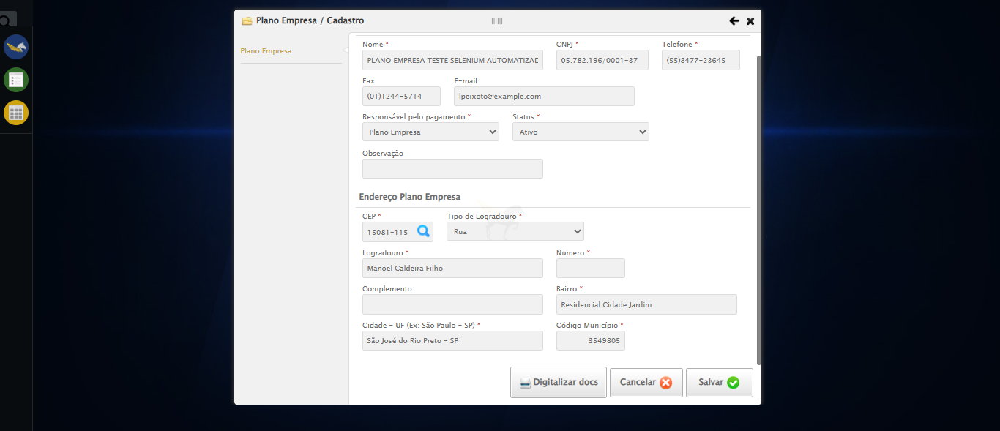 Plano Empresa / Cadastro
Plano Empresa
Nome * CNPJ * Telefone *
PLANO EMPRESA TESTE SELENIUM AUTOMATIZAD 05.782.196/0001-37 (55)8477-23645
Fax E-mail
(01)1244-5714 lpeixoto@example.com
Responsável pelo pagamento * Status *
Plano Empresa Ativo
Observação
Endereço Plano Empresa
CEP * Tipo de Logradouro *
15081-115 Rua
Logradouro * Número *
Manoel Caldeira Filho
Complemento Bairro *
Residencial Cidade Jardim
Cidade - UF (Ex: São Paulo - SP) * Código Município *
São José do Rio Preto - SP 3549805
Digitalizar docs Cancelar Salvar